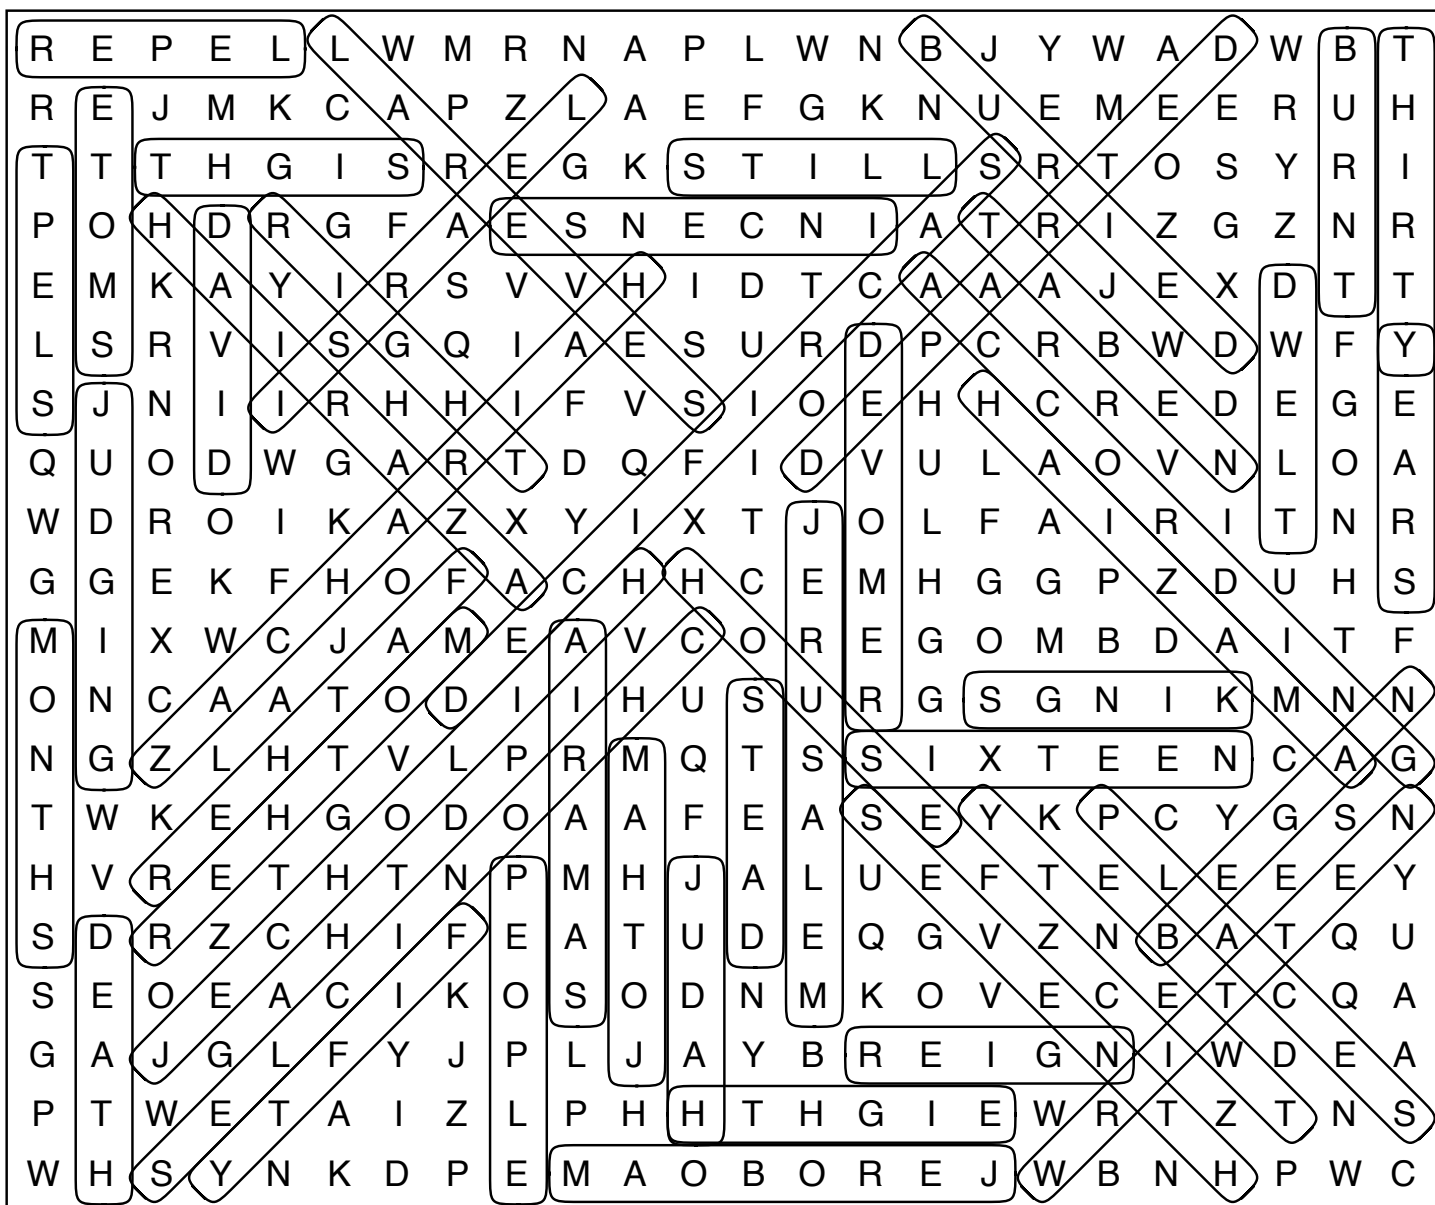 R E P E L L W M R N A P L W N B J Y W A D W B T
R E J M K C A P Z L A E F G K N U E M E E R U H
T T T H G I S R E G K S T I L L S R T O S Y R I
P O H D R G F A E S N E C N I A T R I Z G Z N R
E M K A Y I R S V V H I D T C A A A J E X D T T
L S R V I S G Q I A E S U R D P C R B W D W F Y
S J N I I R H H I F V S I O E H H C R E D E G E
Q U O D W G A R T D Q F I D V U L A O V N L O A
W D R O I K A Z X Y I X T J O L F A I R I T N R
G G E K F H O F A C H H C E M H G G P Z D U H S
M I X W C J A M E A V C O R E G O M B D A I T F
O N C A A T O D I I H U S U R G S G N I K M N N
N G Z L H T V L P R M Q T S S I X T E E N C A G
T W K E H G O D O A A F E A S E Y K P C Y G S N
H V R E T H T N P M H J A L U E F T E L E E E Y
S D R Z C H I F E A T U D E Q G V Z N B A T Q U
S E O E A C I K O S O D N M K O V E C E T C Q A
G A J G L F Y J P L J A Y B R E I G N I W D E A
P T W E T A I Z L P H H T H G I E W R T Z T N S
W H S Y N K D P E M A O B O R E J W B N H P W C